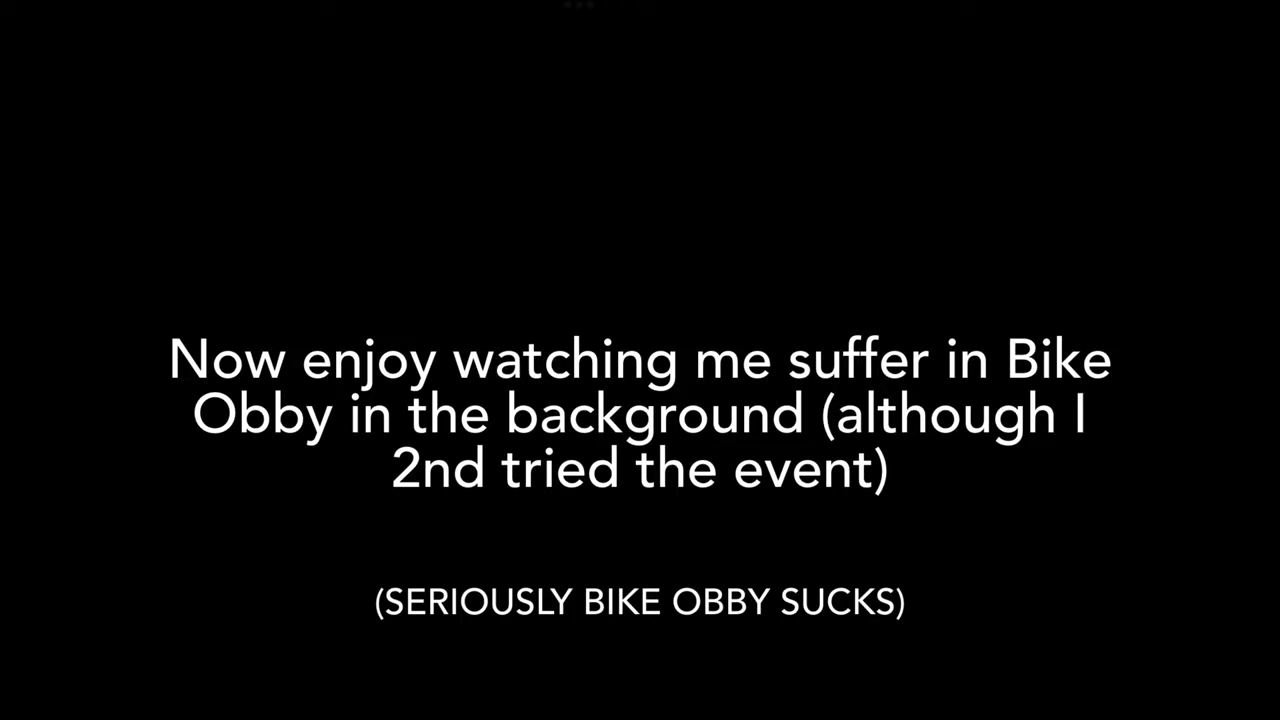 Now enjoy watching me suffer in Bike
Obby in the background (although I
2nd tried the event)
(SERIOUSLY BIKE OBBY SUCKS)